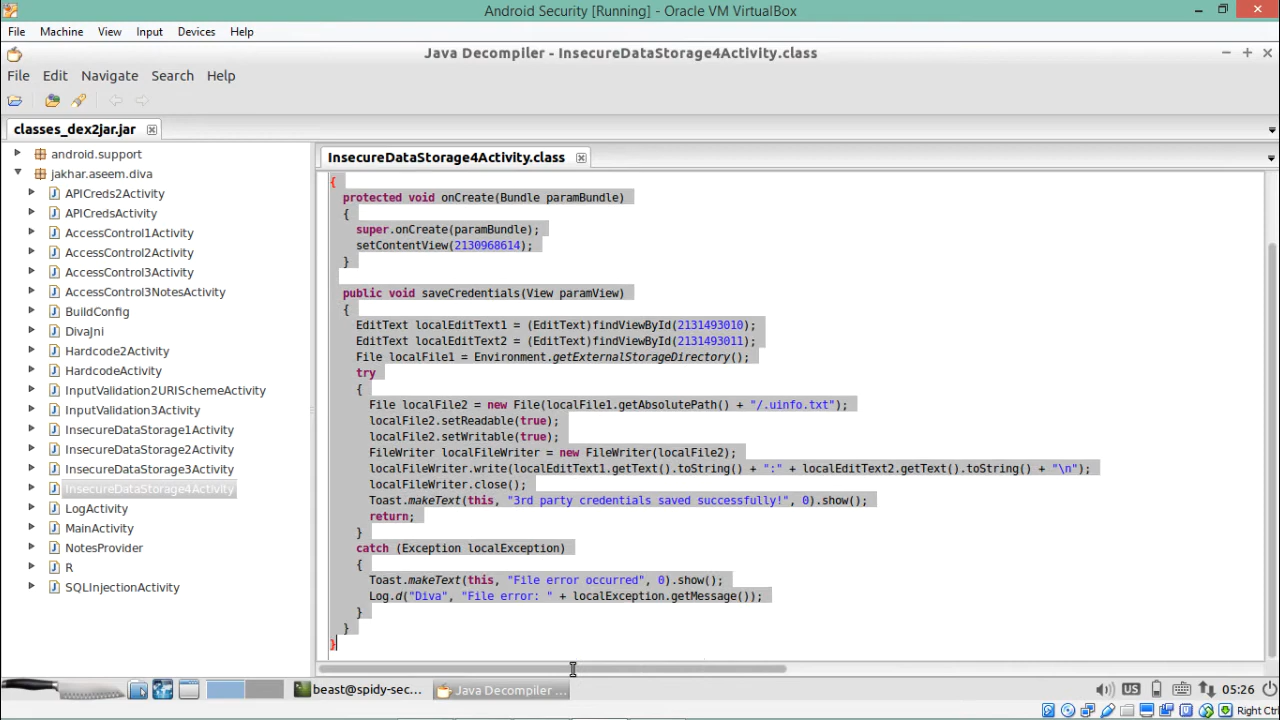 Android Security [Running] - Oracle VM VirtualBox
File Machine View Input Devices Help
Java Decompiler - InsecureDataStorage4Activity.class
File Edit Navigate Search Help
classes_dex2jar.jar
android.support
jakhar.aseem.diva
APICreds2Activity
APICredsActivity
AccessControl1Activity
AccessControl2Activity
AccessControl3Activity
AccessControl3NotesActivity
BuildConfig
DivaJni
Hardcode2Activity
HardcodeActivity
InputValidation2URISchemeActivity
InputValidation3Activity
InsecureDataStorage1Activity
InsecureDataStorage2Activity
InsecureDataStorage3Activity
InsecureDataStorage4Activity
LogActivity
MainActivity
NotesProvider
R
SQLInjectionActivity
InsecureDataStorage4Activity.class
{
protected void onCreate(Bundle paramBundle)
{
super.onCreate(paramBundle);
setContentView(2130968614);
}
public void saveCredentials(View paramView)
{
EditText localEditText1 = (EditText)findViewById(2131493010);
EditText localEditText2 = (EditText)findViewById(2131493011);
File localFile1 = Environment.getExternalStorageDirectory();
try
{
File localFile2 = new File(localFile1.getAbsolutePath() + "/.uinfo.txt");
localFile2.setReadable(true);
localFile2.setWritable(true);
FileWriter localFileWriter = new FileWriter(localFile2);
localFileWriter.write(localEditText1.getText().toString() + ":" + localEditText2.getText().toString() + "\n");
localFileWriter.close();
Toast.makeText(this, "3rd party credentials saved successfully!", 0).show();
return;
}
catch (Exception localException)
{
Toast.makeText(this, "File error occurred", 0).show();
Log.d("Diva", "File error: " + localException.getMessage());
}
}
}
beast@spidy-sec... Java Decompiler ... US 05:26
Right Ctrl